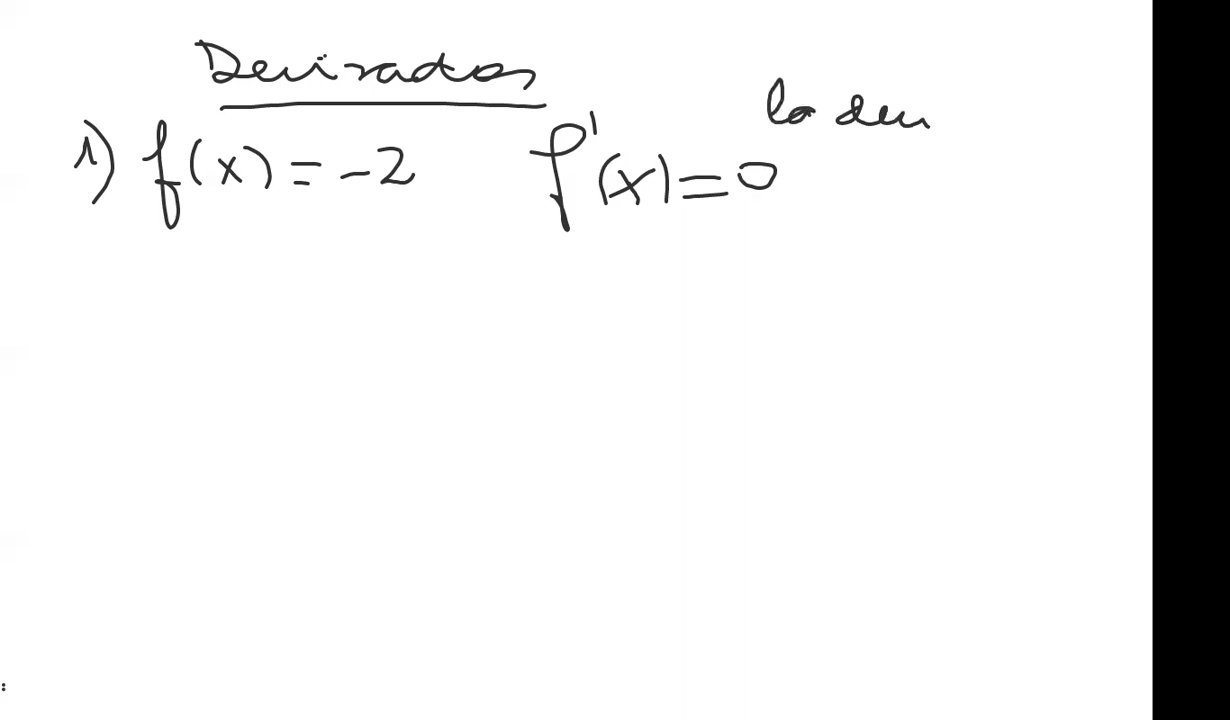 Derivadas
1) f(x) = -2 f'(x) = 0 la der